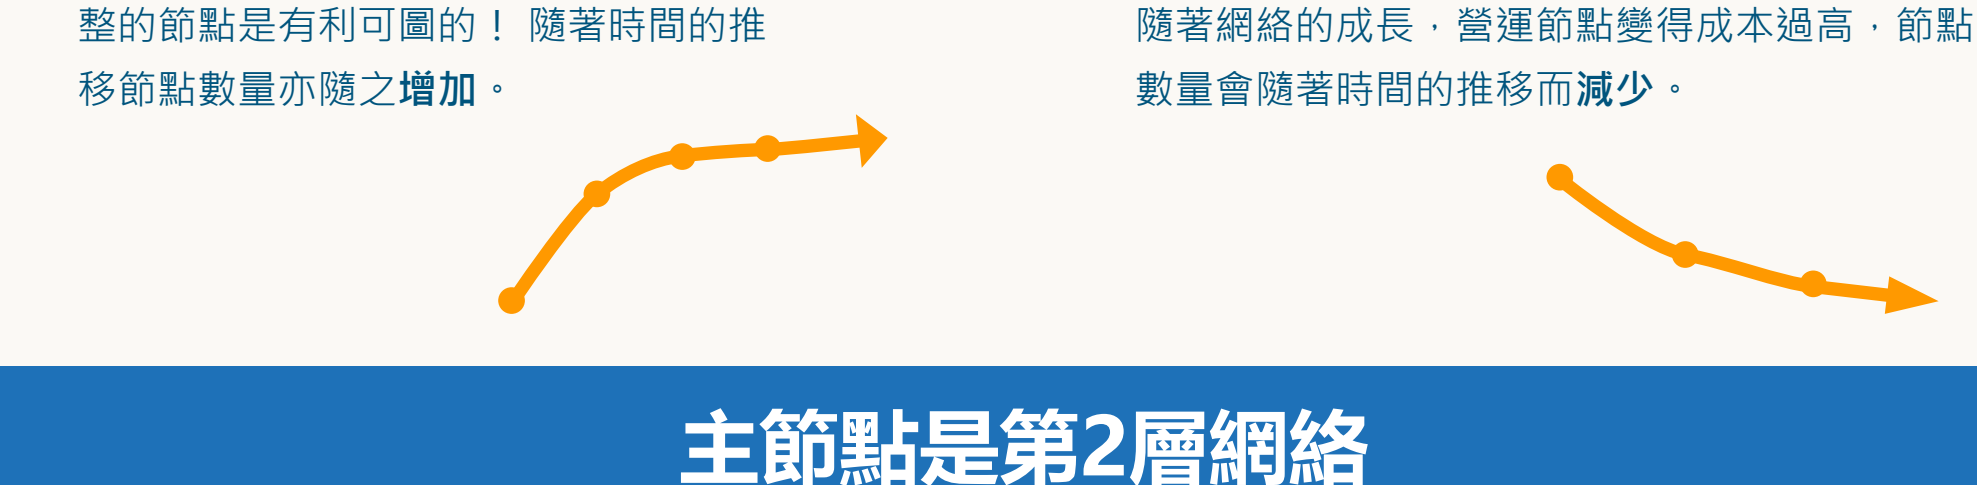 整的節點是有利可圖的！ 隨著時間的推
移節點數量亦隨之增加。
隨著網絡的成長，營運節點變得成本過高，節點
數量會隨著時間的推移而減少。
主節點是第2層網絡